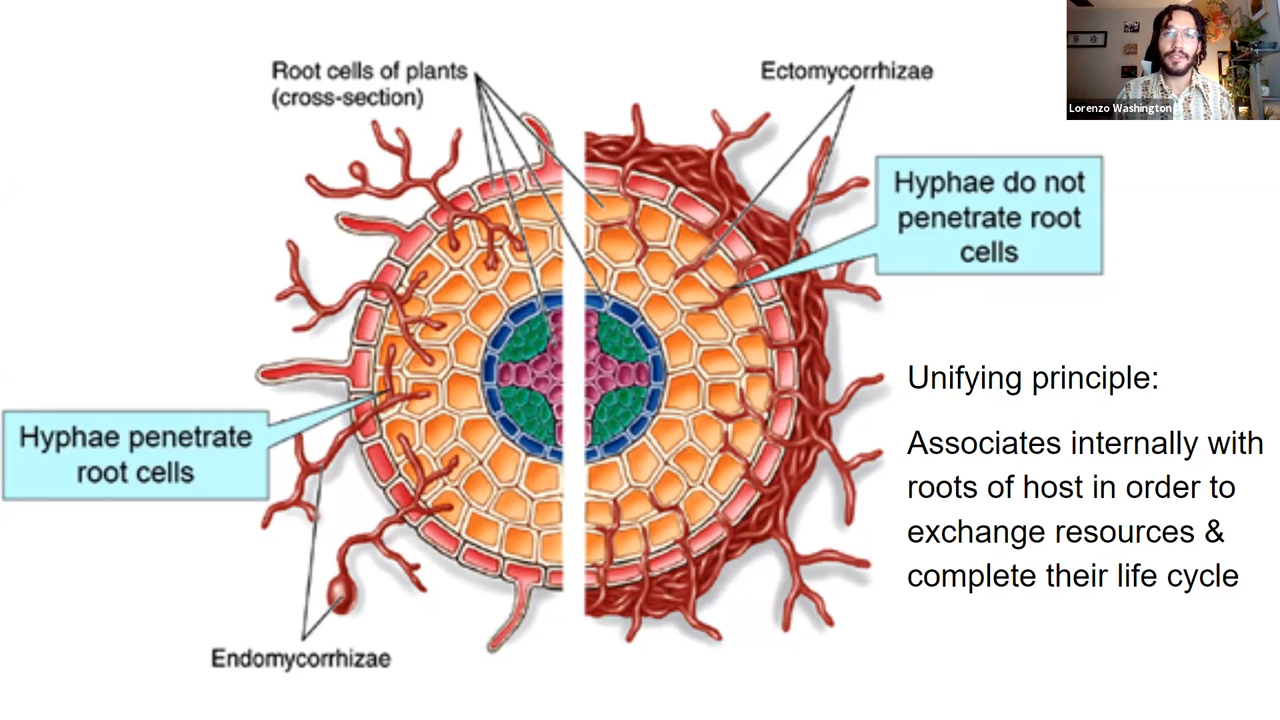 Lorenzo Washington
Root cells of plants
(cross-section)
Ectomycorrhizae
Hyphae do not
penetrate root
cells
Hyphae penetrate
root cells
Endomycorrhizae
Unifying principle:
Associates internally with
roots of host in order to
exchange resources &
complete their life cycle